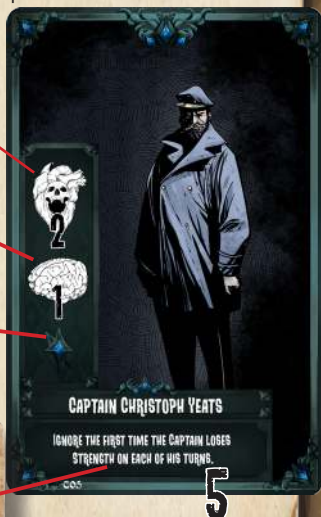 2
1
CAPTAIN CHRISTOPH YEATS
IGNORE THE FIRST TIME THE CAPTAIN LOSES
STRENGTH ON EACH OF HIS TURNS.
C05
5